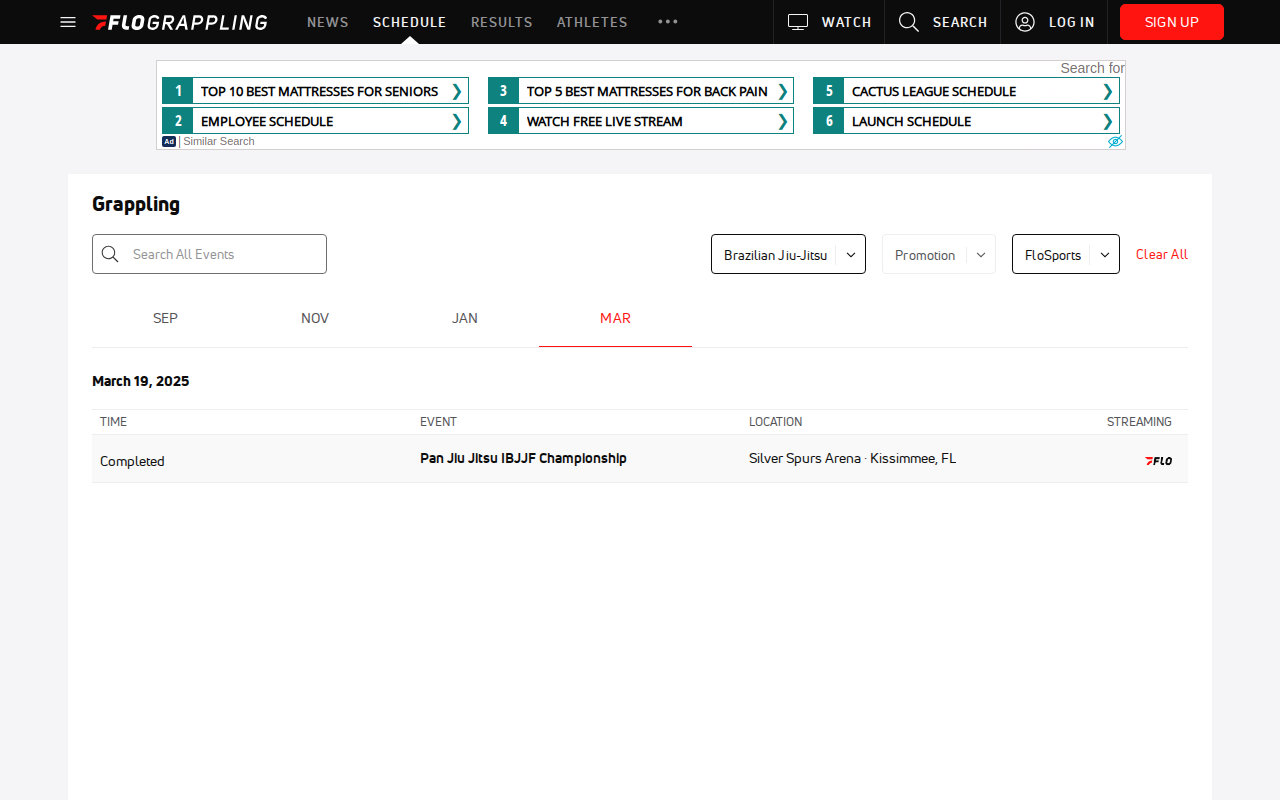 FLOGRAPPLING NEWS SCHEDULE RESULTS ATHLETES WATCH SEARCH LOG IN SIGN UP
Search for
1 TOP 10 BEST MATTRESSES FOR SENIORS
3 TOP 5 BEST MATTRESSES FOR BACK PAIN
5 CACTUS LEAGUE SCHEDULE
2 EMPLOYEE SCHEDULE
4 WATCH FREE LIVE STREAM
6 LAUNCH SCHEDULE
Ad | Similar Search
Grappling
Search All Events
Brazilian Jiu-Jitsu
Promotion
FloSports
Clear All
SEP NOV JAN MAR
March 19, 2025
TIME EVENT LOCATION STREAMING
Completed Pan Jiu Jitsu IBJJF Championship Silver Spurs Arena · Kissimmee, FL FLO